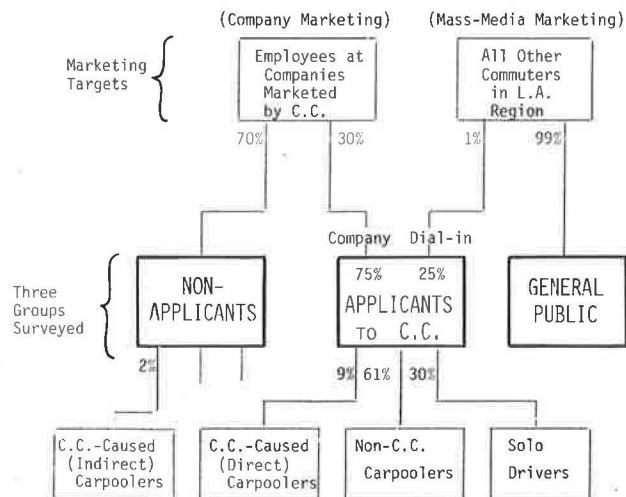 (Company Marketing) (Mass-Media Marketing)
Marketing
Targets
Employees at
Companies
Marketed
by C.C.
All Other
Commuters
in L.A.
Region
70% 30% 1% 99%
Company Dial-in
Three
Groups
Surveyed
NON-
APPLICANTS
75% 25%
APPLICANTS
TO C.C.
GENERAL
PUBLIC
2% 9% 61% 30%
C.C.-Caused
(Indirect)
Carpoolers
C.C.-Caused
(Direct)
Carpoolers
Non-C.C.
Carpoolers
Solo
Drivers